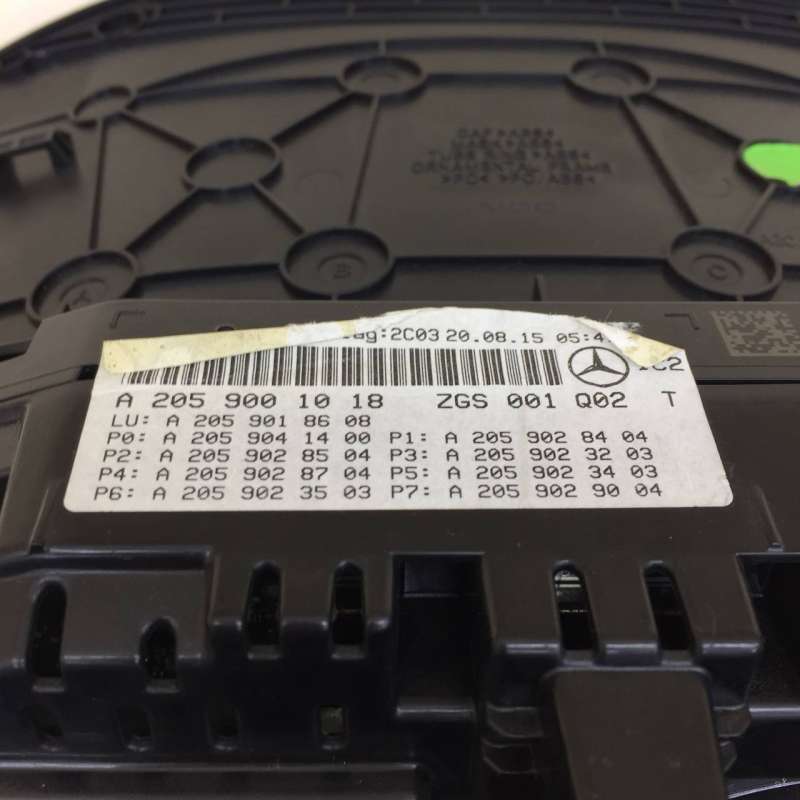 B
C
2C03 20.08.15 05:4
A 205 900 10 18 ZGS 001 Q02 T
LU: A 205 901 86 08
P0: A 205 904 14 00 P1: A 205 902 84 04
P2: A 205 902 85 04 P3: A 205 902 32 03
P4: A 205 902 87 04 P5: A 205 902 34 03
P6: A 205 902 35 03 P7: A 205 902 90 04